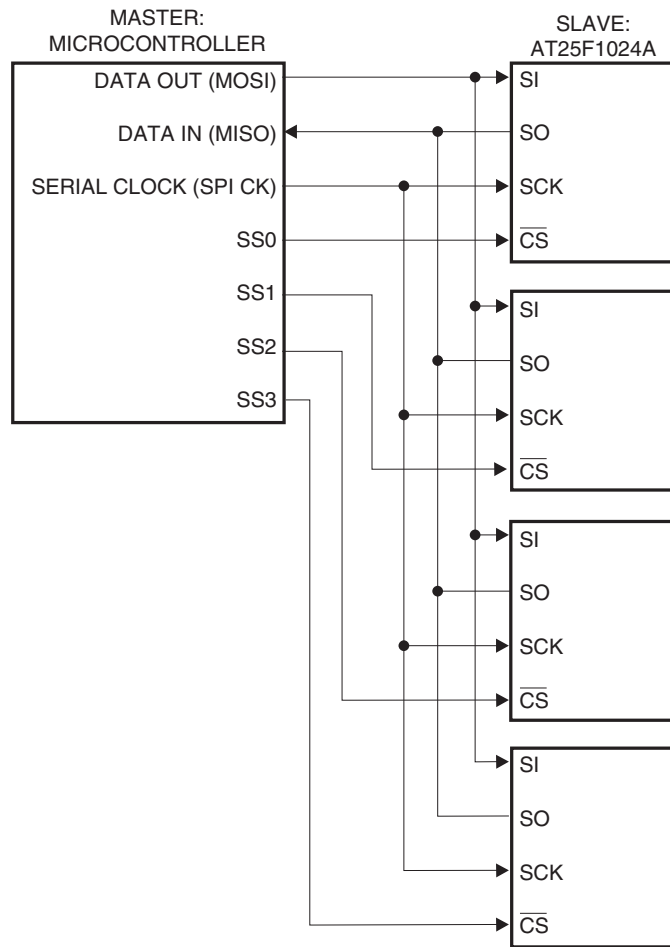 MASTER:
MICROCONTROLLER
SLAVE:
AT25F1024A
DATA OUT (MOSI)
DATA IN (MISO)
SERIAL CLOCK (SPI CK)
SS0
SS1
SS2
SS3
SI
SO
SCK
CS
SI
SO
SCK
CS
SI
SO
SCK
CS
SI
SO
SCK
CS